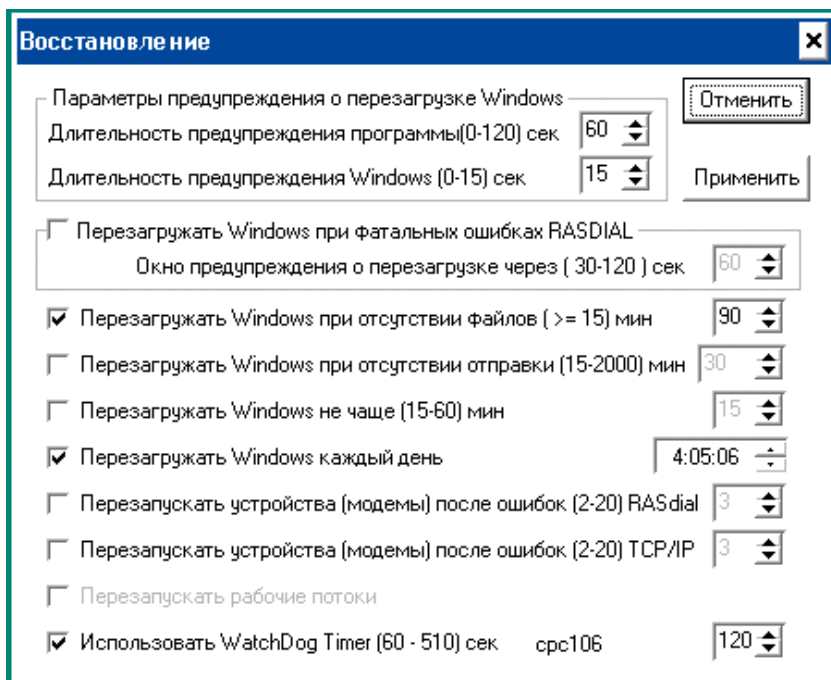 Восстановление
Параметры предупреждения о перезагрузке Windows
Отменить
Длительность предупреждения программы(0-120) сек 60
Длительность предупреждения Windows (0-15) сек 15
Применить
Перезагружать Windows при фатальных ошибках RASDIAL
Окно предупреждения о перезагрузке через ( 30-120 ) сек 60
Перезагружать Windows при отсутствии файлов ( >= 15) мин 90
Перезагружать Windows при отсутствии отправки (15-2000) мин 30
Перезагружать Windows не чаще (15-60) мин 15
Перезагружать Windows каждый день 4:05:06
Перезапускать устройства (модемы) после ошибок (2-20) RASdial 3
Перезапускать устройства (модемы) после ошибок (2-20) TCP/IP 3
Перезапускать рабочие потоки
Использовать WatchDog Timer (60 - 510) сек cpc106 120